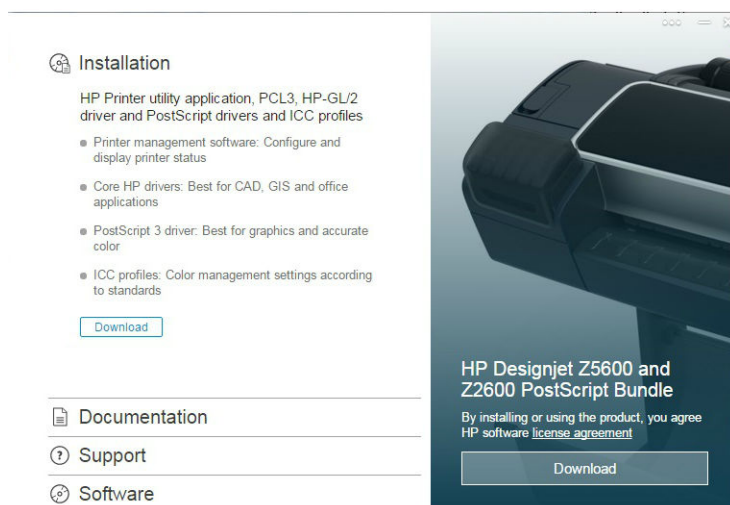 Installation
HP Printer utility application, PCL3, HP-GL/2
driver and PostScript drivers and ICC profiles
Printer management software: Configure and
display printer status
Core HP drivers: Best for CAD, GIS and office
applications
PostScript 3 driver: Best for graphics and accurate
color
ICC profiles: Color management settings according
to standards
Download
Documentation
Support
Software
HP Designjet Z5600 and
Z2600 PostScript Bundle
By installing or using the product, you agree
HP software license agreement
Download